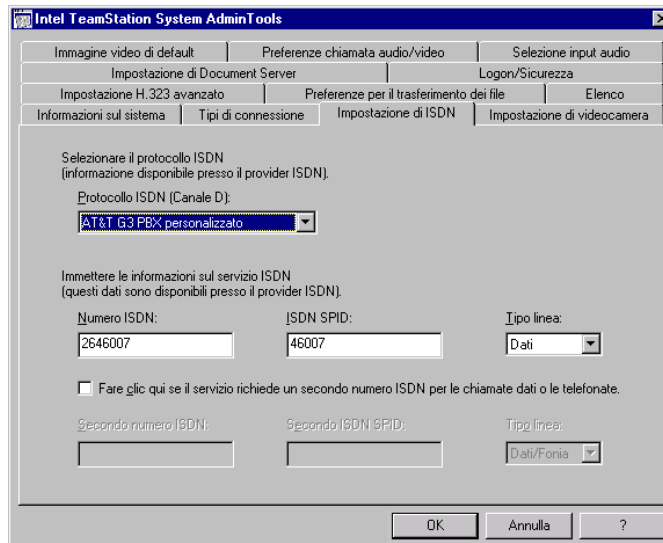 Intel TeamStation System AdminTools
Immagine video di default Preferenze chiamata audio/video Selezione input audio
Impostazione di Document Server Logon/Sicurezza
Impostazione H.323 avanzato Preferenze per il trasferimento dei file Elenco
Informazioni sul sistema Tipi di connessione Impostazione di ISDN Impostazione di videocamera
Selezionare il protocollo ISDN
(informazione disponibile presso il provider ISDN).
Protocollo ISDN (Canale D):
AT&T G3 PBX personalizzato
Immettere le informazioni sul servizio ISDN
(questi dati sono disponibili presso il provider ISDN).
Numero ISDN: ISDN SPID: Tipo linea:
2646007 46007 Dati
Fare clic qui se il servizio richiede un secondo numero ISDN per le chiamate dati o le telefonate.
Secondo numero ISDN: Secondo ISDN SPID: Tipo linea:
Dati/Fonia
OK Annulla ?